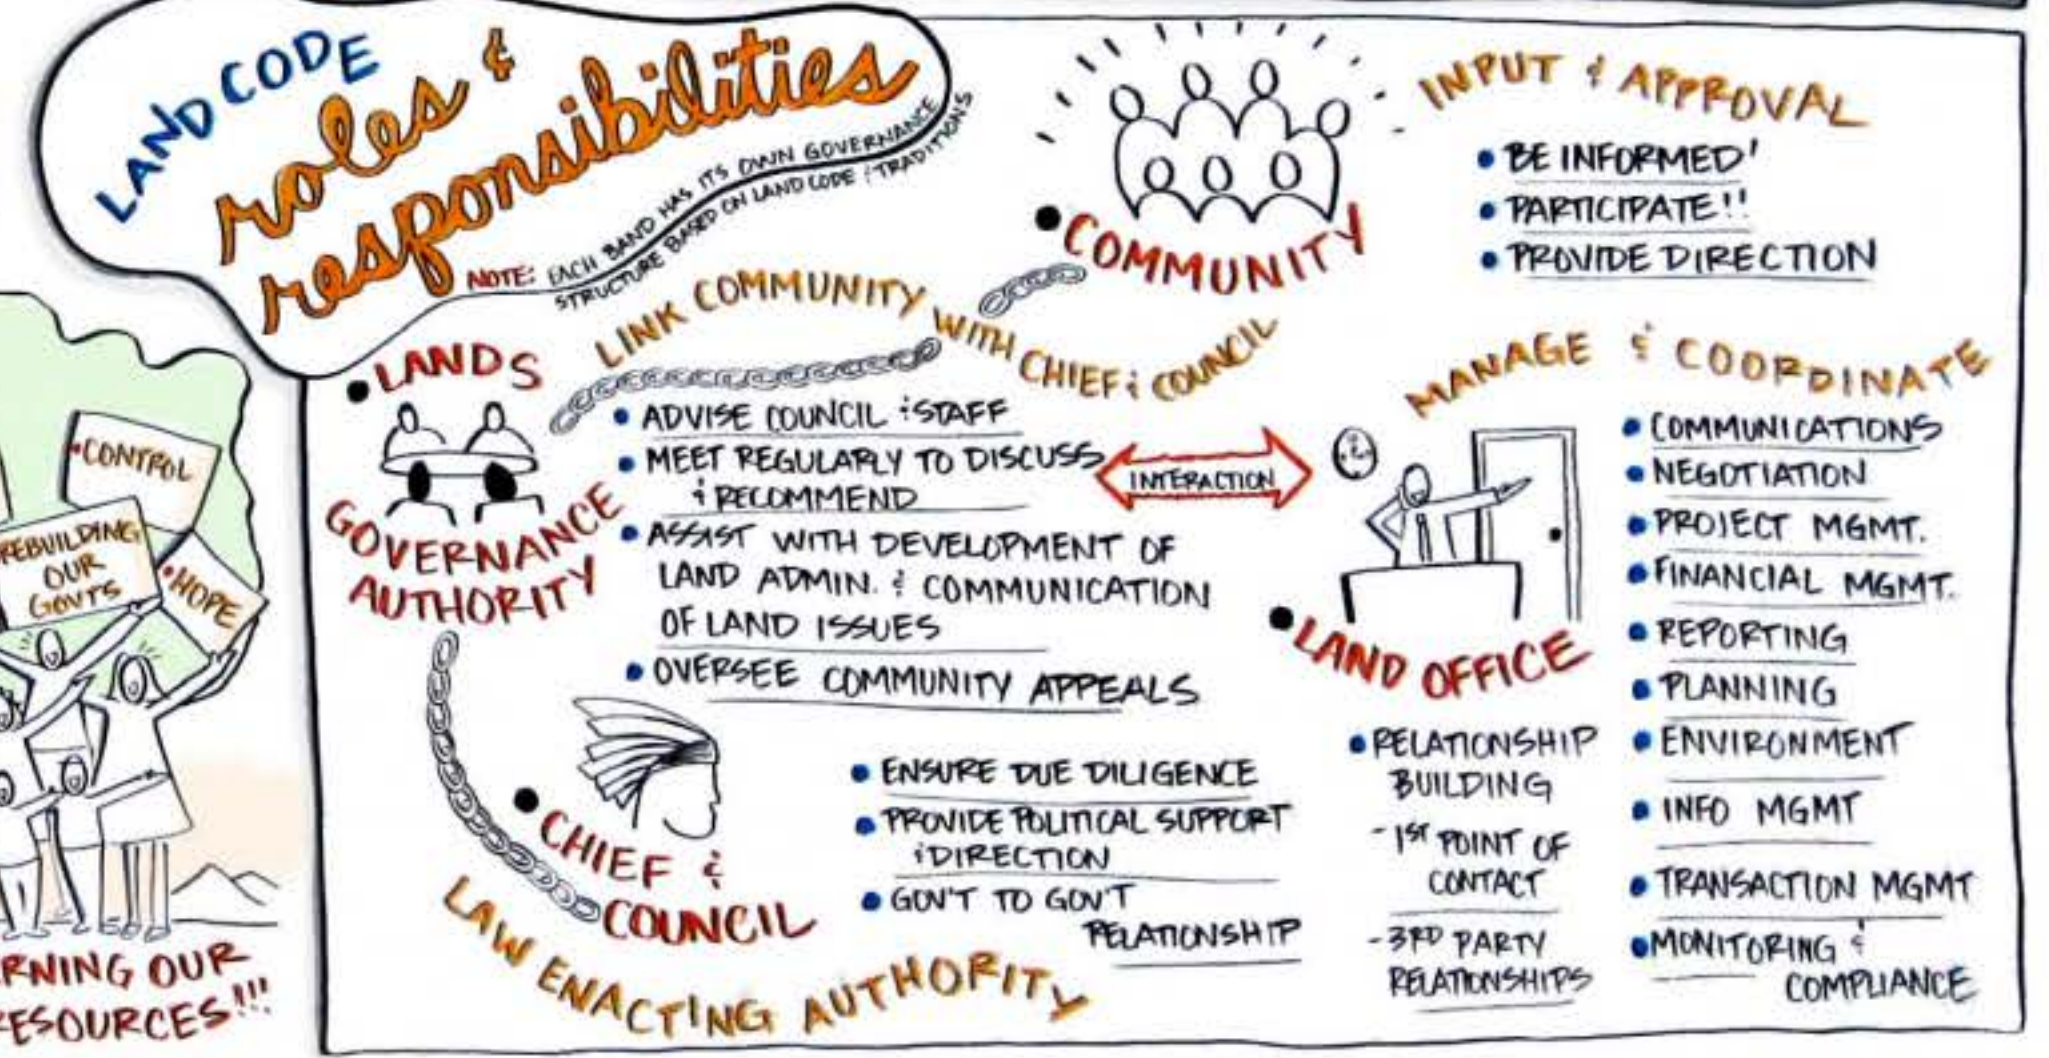 LAND CODE
roles &
responsibilities
NOTE: EACH BAND HAS ITS OWN GOVERNANCE
STRUCTURE BASED ON LAND CODE & TRADITIONS
• COMMUNITY
INPUT & APPROVAL
• BE INFORMED!
• PARTICIPATE!!
• PROVIDE DIRECTION
LINK COMMUNITY WITH CHIEF & COUNCIL
• LANDS
GOVERNANCE
AUTHORITY
• ADVISE COUNCIL & STAFF
• MEET REGULARLY TO DISCUSS
& RECOMMEND
• ASSIST WITH DEVELOPMENT OF
LAND ADMIN. & COMMUNICATION
OF LAND ISSUES
• OVERSEE COMMUNITY APPEALS
INTERACTION
MANAGE & COORDINATE
• LAND OFFICE
• COMMUNICATIONS
• NEGOTIATION
• PROJECT MGMT.
• FINANCIAL MGMT.
• REPORTING
• PLANNING
• ENVIRONMENT
• INFO MGMT
• TRANSACTION MGMT
• MONITORING &
COMPLIANCE
• RELATIONSHIP
BUILDING
- 1ST POINT OF
CONTACT
- 3RD PARTY
RELATIONSHIPS
• CHIEF &
COUNCIL
LAW ENACTING AUTHORITY
• ENSURE DUE DILIGENCE
• PROVIDE POLITICAL SUPPORT
& DIRECTION
• GOV'T TO GOV'T
RELATIONSHIP
• CONTROL
REBUILDING
OUR
GOVTS
• HOPE
RNING OUR
RESOURCES!!!